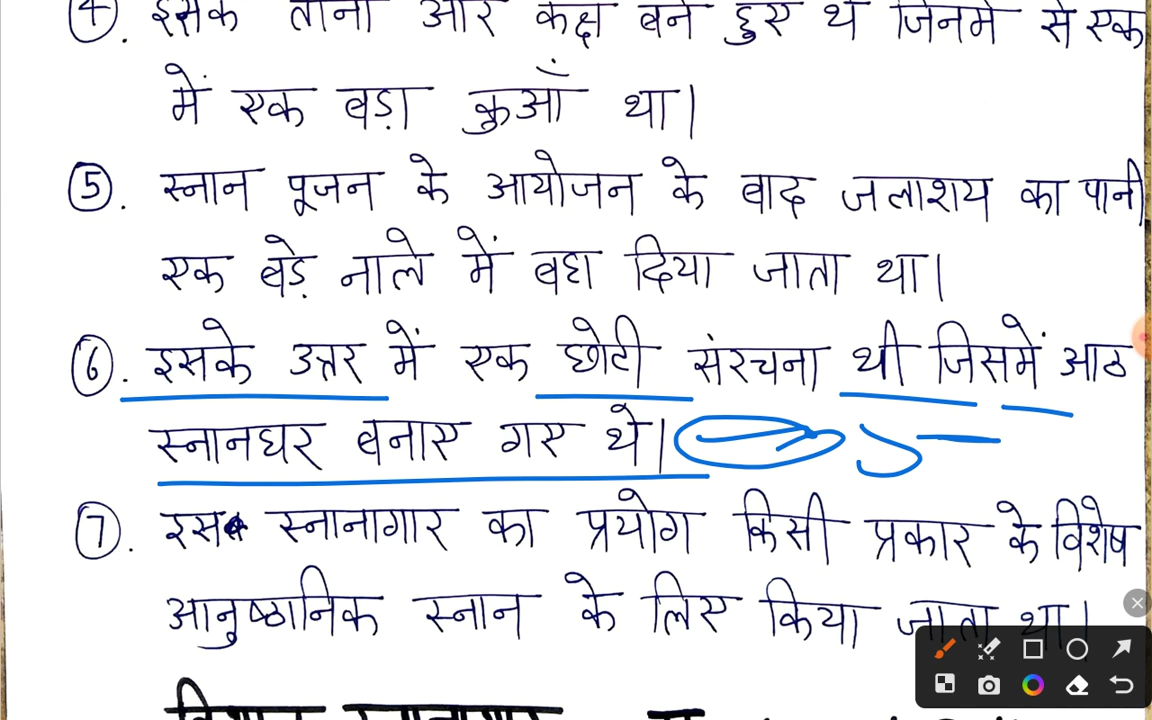 ④. इसके तीनों ओर कक्ष बने हुए थे जिनमें से एक
में एक बड़ा कुआँ था।
⑤. स्नान पूजन के आयोजन के बाद जलाशय का पानी
एक बड़े नाले में बहा दिया जाता था।
⑥. इसके उत्तर में एक छोटी संरचना थी जिसमें आठ
स्नानघर बनाए गए थे।
⑦. इस स्नानागार का प्रयोग किसी प्रकार के विशेष
आनुष्ठानिक स्नान के लिए किया जाता था।